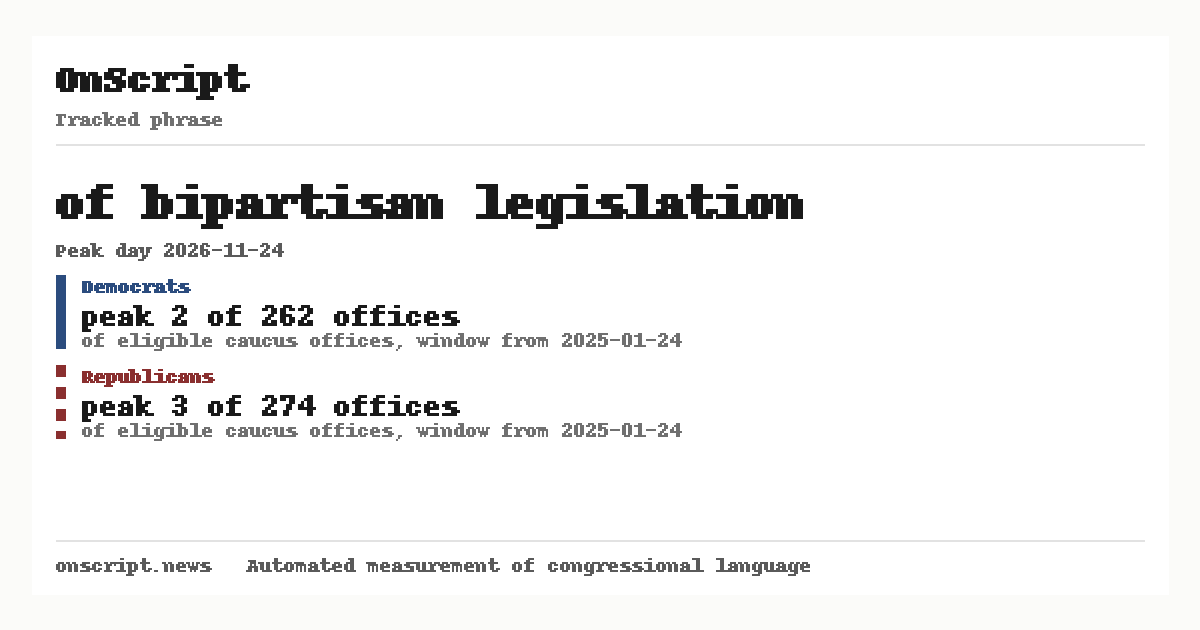 OnScript
Tracked phrase
of bipartisan legislation
Peak day 2026-11-24
Democrats
peak 2 of 262 offices
of eligible caucus offices, window from 2025-01-24
Republicans
peak 3 of 274 offices
of eligible caucus offices, window from 2025-01-24
onscript.news Automated measurement of congressional language